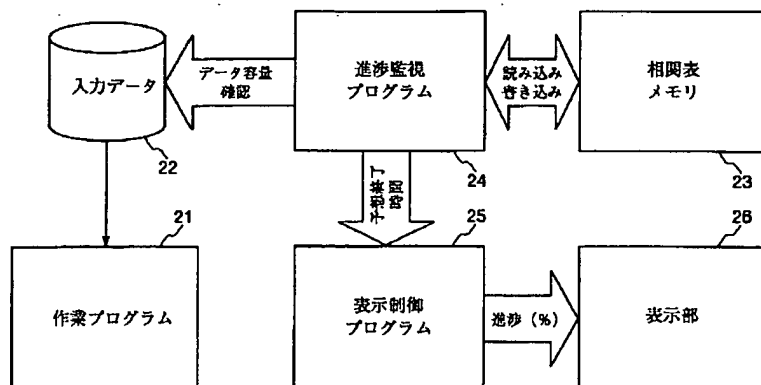 入力データ
データ容量
確認
進捗監視
プログラム
読み込み
書き込み
相関表
メモリ
22
24
23
予想終了
時間
21
25
26
作業プログラム
表示制御
プログラム
進捗(%)
表示部